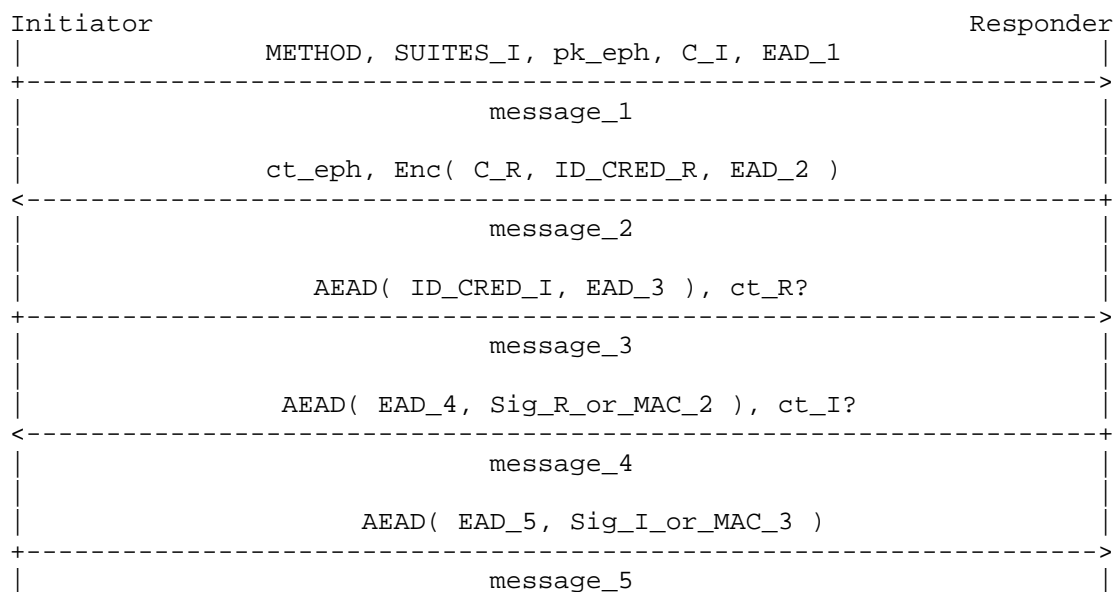 Initiator Responder
METHOD, SUITES_I, pk_eph, C_I, EAD_1
message_1
ct_eph, Enc( C_R, ID_CRED_R, EAD_2 )
message_2
AEAD( ID_CRED_I, EAD_3 ), ct_R?
message_3
AEAD( EAD_4, Sig_R_or_MAC_2 ), ct_I?
message_4
AEAD( EAD_5, Sig_I_or_MAC_3 )
message_5